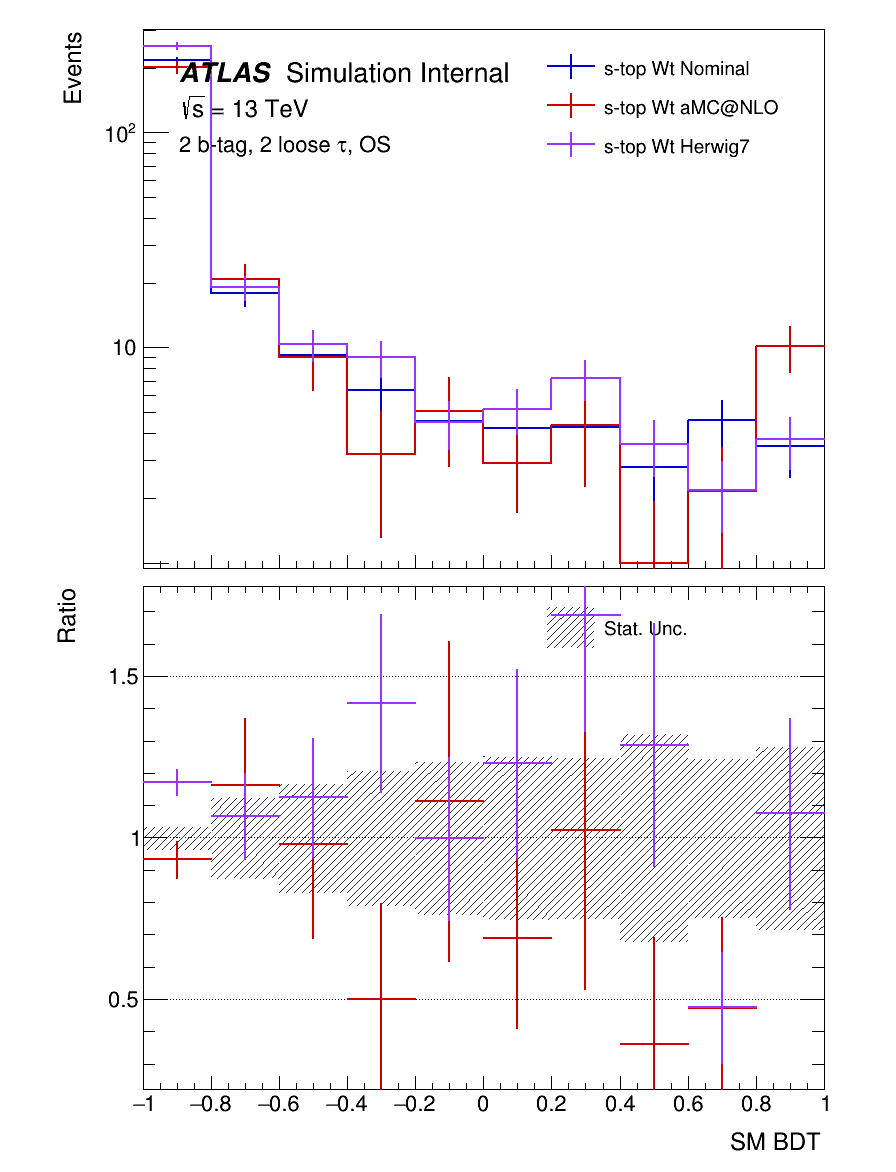 Events
ATLAS Simulation Internal
√s = 13 TeV
2 b-tag, 2 loose τ, OS
s-top Wt Nominal
s-top Wt aMC@NLO
s-top Wt Herwig7
10²
10
Ratio
Stat. Unc.
1.5
1
0.5
−1 −0.8 −0.6 −0.4 −0.2 0 0.2 0.4 0.6 0.8 1
SM BDT